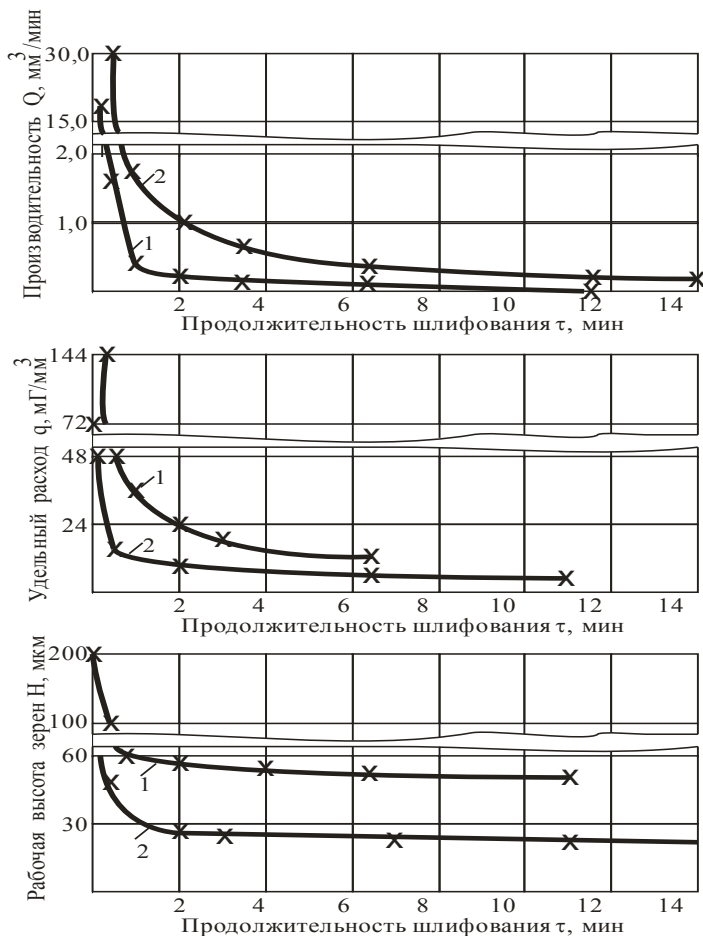 Производительность Q, мм³/мин
30,0
15,0
2,0
1,0
2
1
2 4 6 8 10 12 14
Продолжительность шлифования τ, мин
Удельный расход q, мГ/мм³
144
72
48
24
1
2
2 4 6 8 10 12 14
Продолжительность шлифования τ, мин
Рабочая высота зерен H, мкм
200
100
60
30
1
2
2 4 6 8 10 12 14
Продолжительность шлифования τ, мин